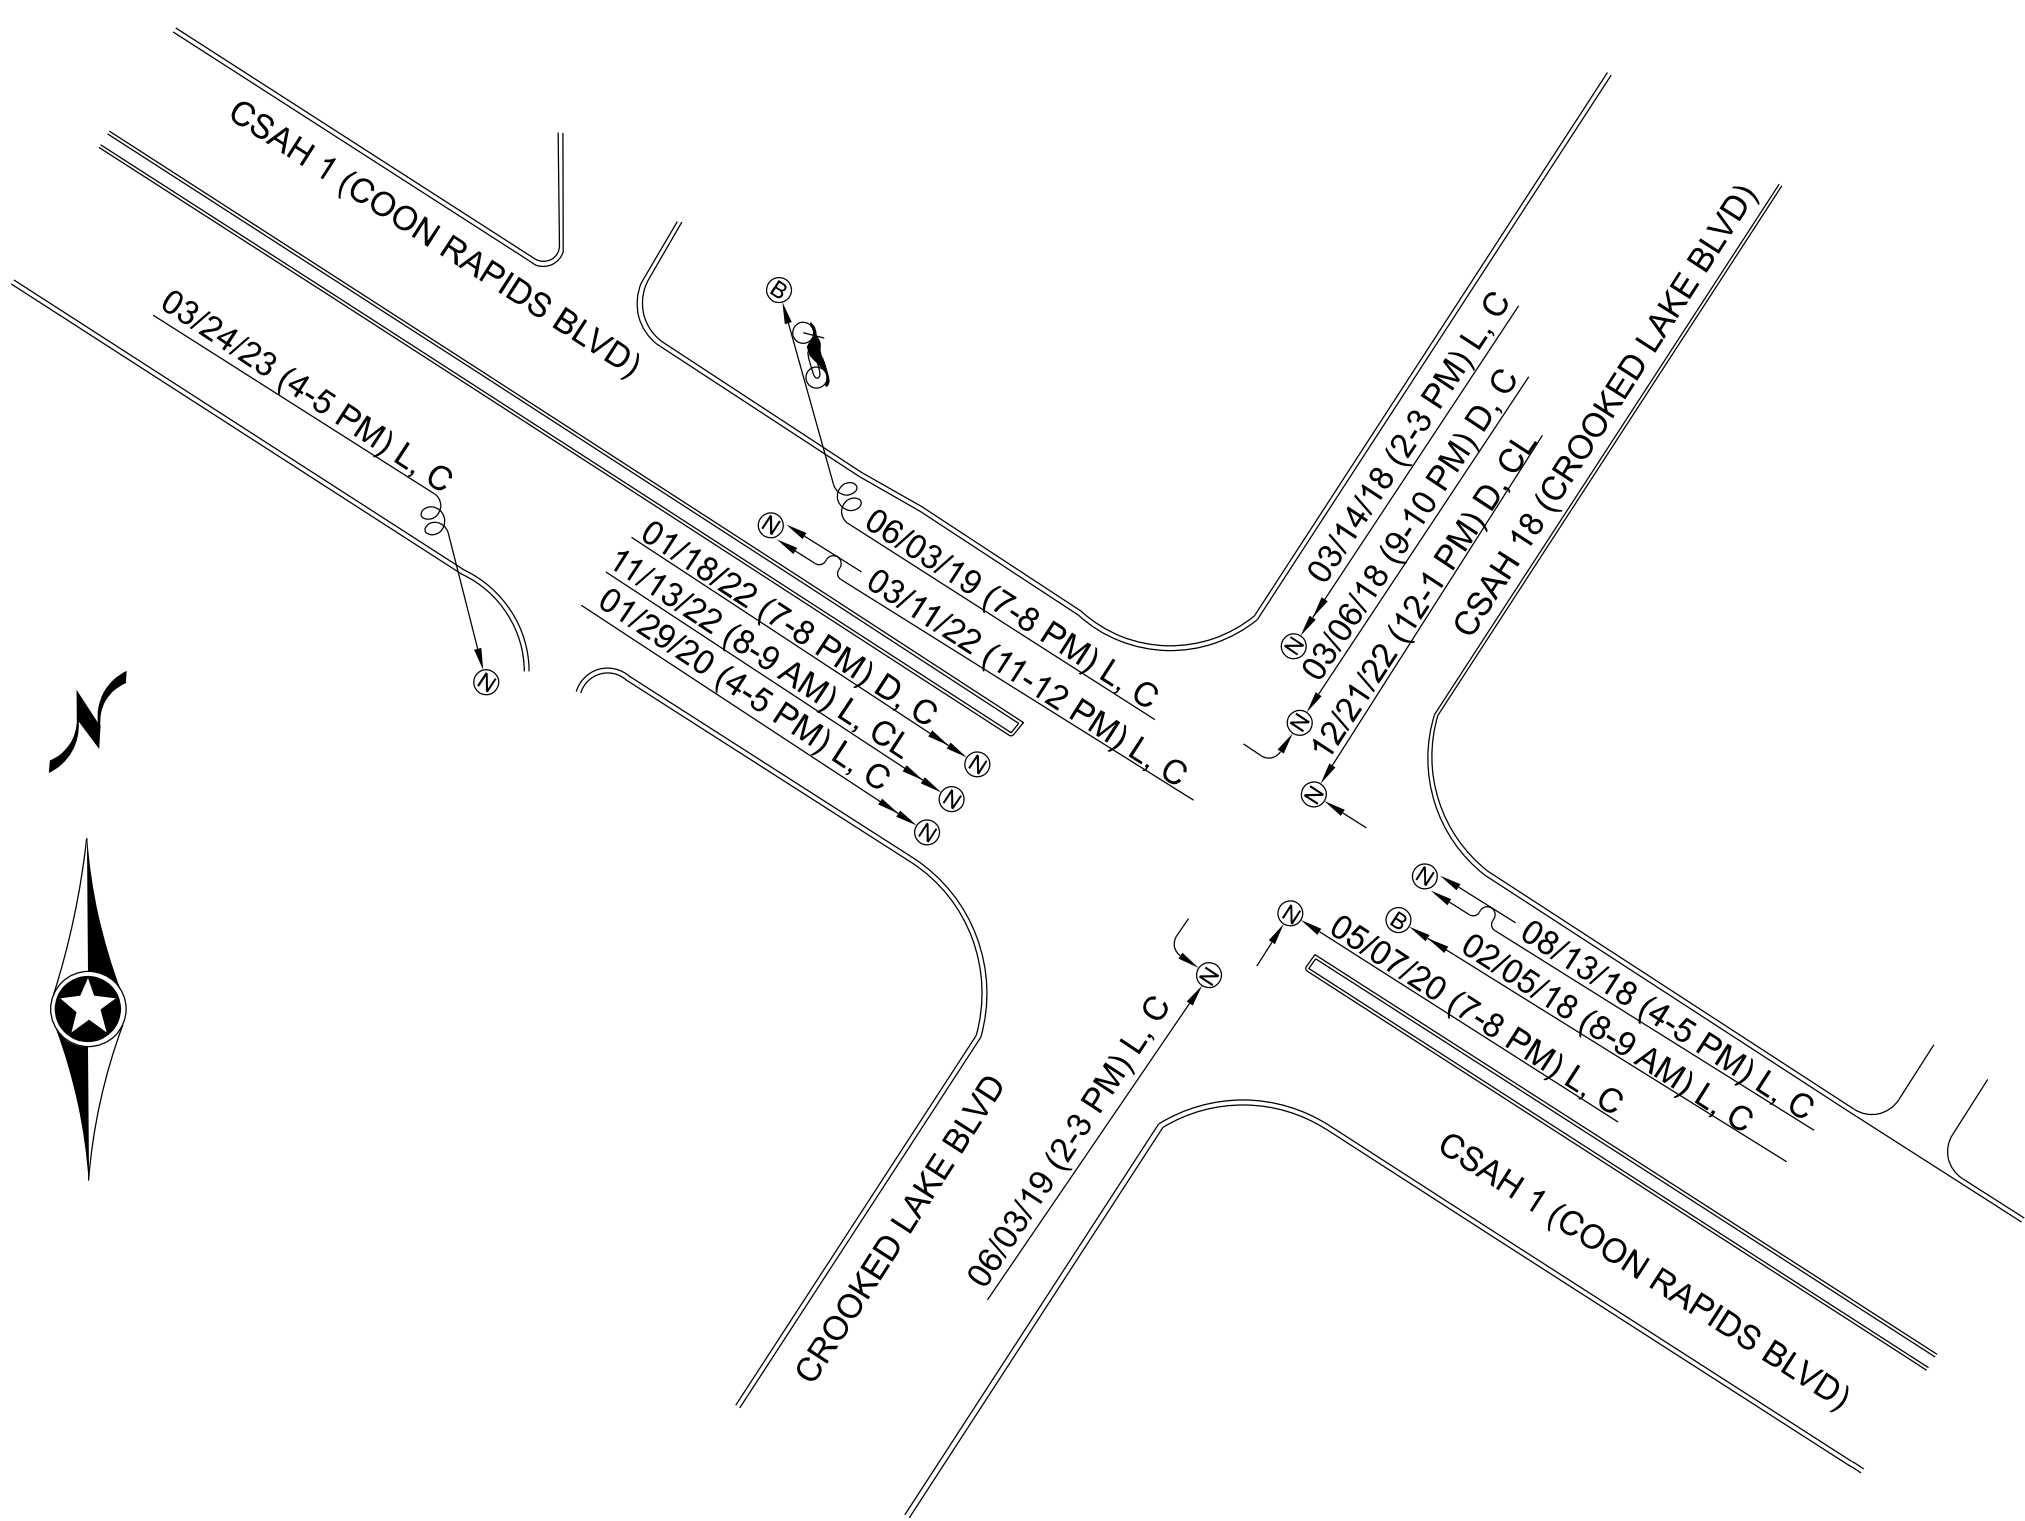 CSAH 1 (COON RAPIDS BLVD)
03/24/23 (4-5 PM) L, C
N
B
06/03/19 (7-8 PM) L, C
N
03/11/22 (11-12 PM) L, C
01/18/22 (7-8 PM) D, C
N
11/13/22 (8-9 AM) L, CL
N
01/29/20 (4-5 PM) L, C
N
03/14/18 (2-3 PM) L, C
N
03/06/18 (9-10 PM) D, C
N
12/21/22 (12-1 PM) D, CL
N
CSAH 18 (CROOKED LAKE BLVD)
N
08/13/18 (4-5 PM) L, C
B
02/05/18 (8-9 AM) L, C
N
05/07/20 (7-8 PM) L, C
N
06/03/19 (2-3 PM) L, C
CROOKED LAKE BLVD
CSAH 1 (COON RAPIDS BLVD)
N